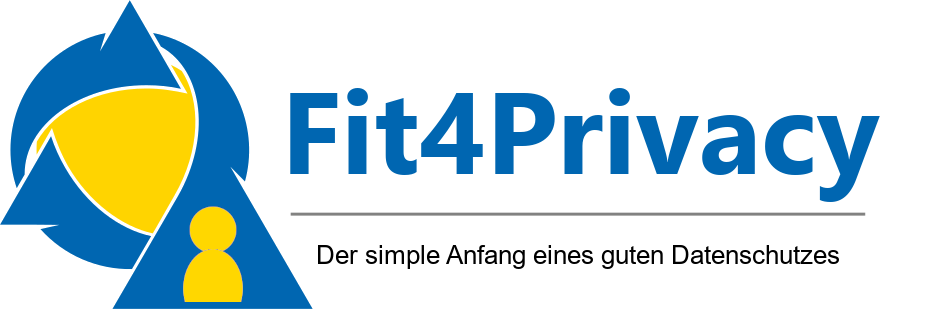 Fit4Privacy
Der simple Anfang eines guten Datenschutzes